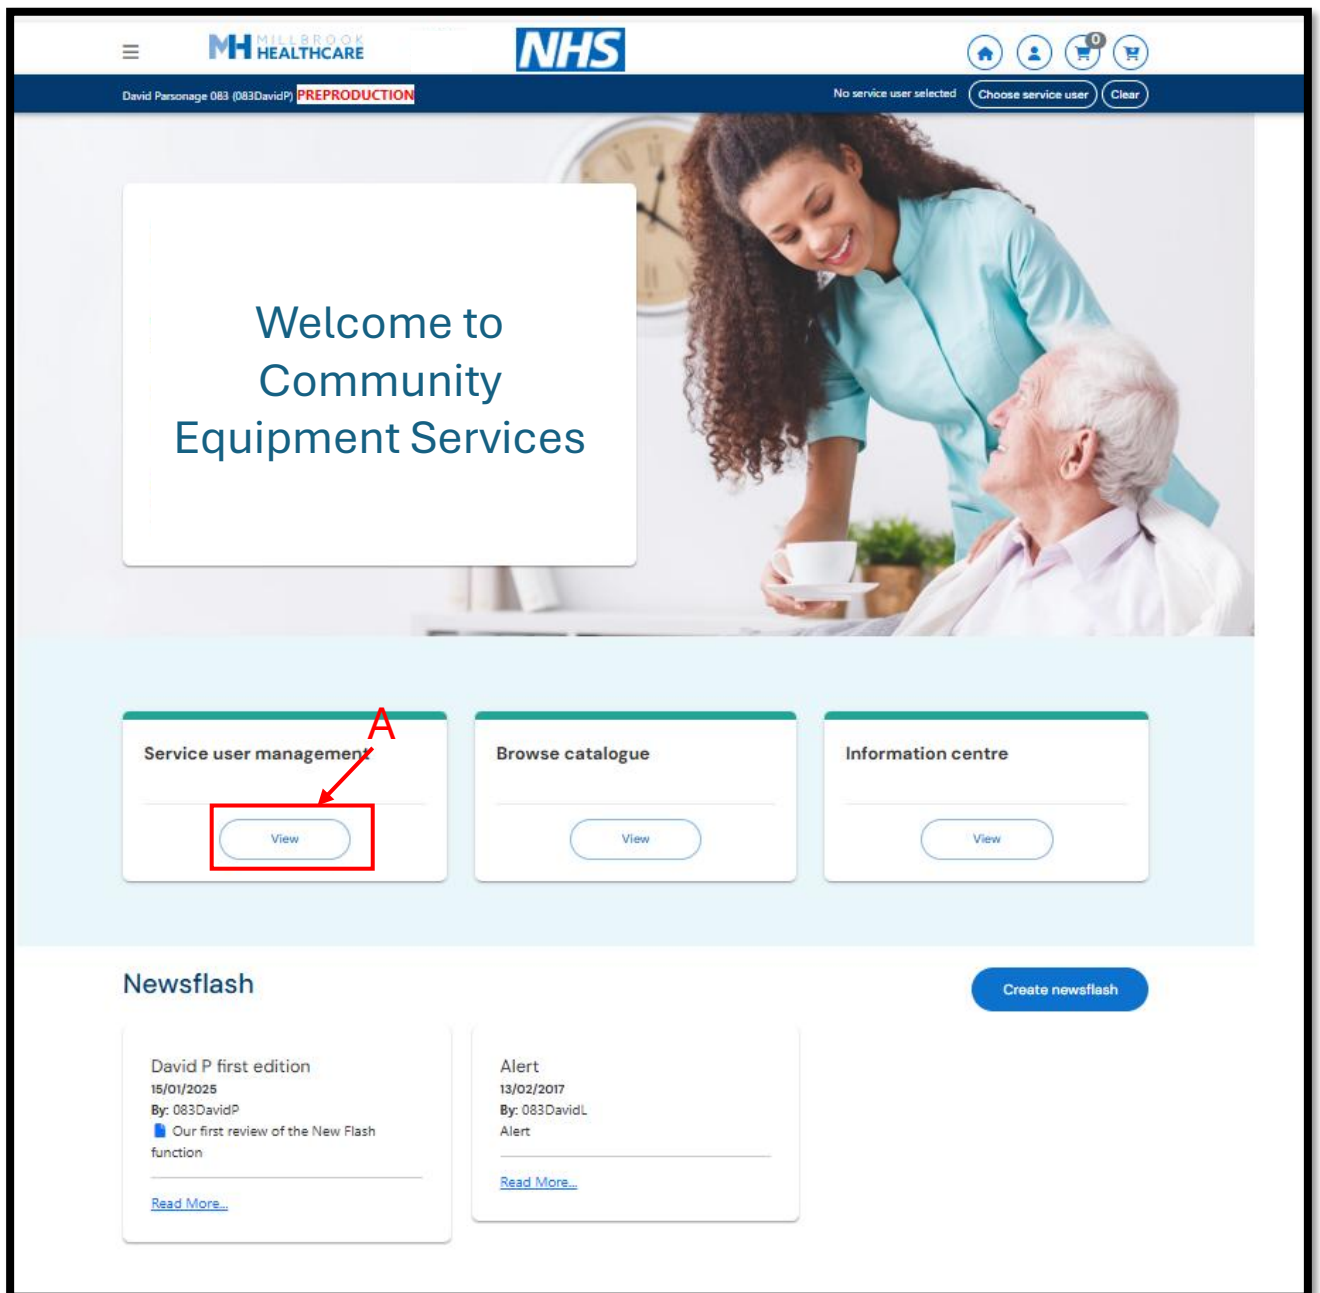 MH MILLBROOK
HEALTHCARE
NHS
0
David Parsonage 083 (083DavidP) PREPRODUCTION
No service user selected Choose service user Clear
Welcome to
Community
Equipment Services
A
Service user management
View
Browse catalogue
View
Information centre
View
Newsflash
Create newsflash
David P first edition
15/01/2025
By: 083DavidP
Our first review of the New Flash
function
Read More...
Alert
13/02/2017
By: 083DavidL
Alert
Read More...